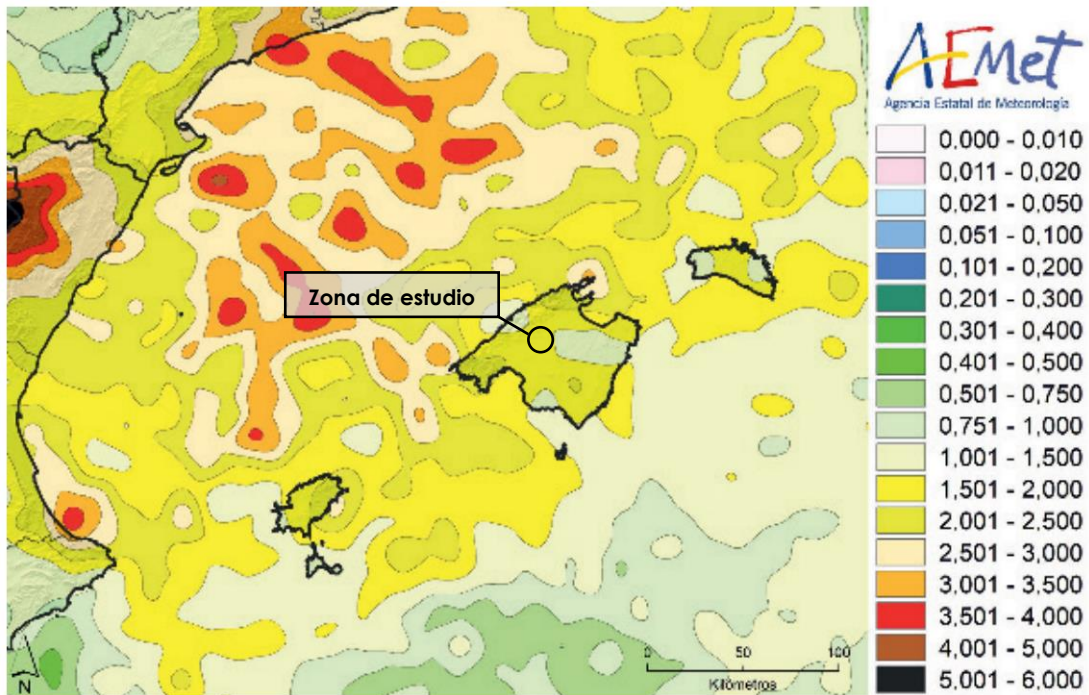 AEMet
Agencia Estatal de Meteorología
0.000 - 0.010
0,011 - 0,020
0,021 - 0,050
0,051 - 0,100
0,101 - 0,200
0,201 - 0,300
0,301 - 0,400
0,401 - 0,500
0,501 - 0,750
0,751 - 1,000
1,001 - 1,500
1,501 - 2,000
2,001 - 2,500
2,501 - 3,000
3,001 - 3,500
3,501 - 4,000
4,001 - 5,000
5,001 - 6,000
Zona de estudio
0 50 100
Kilómetros
N